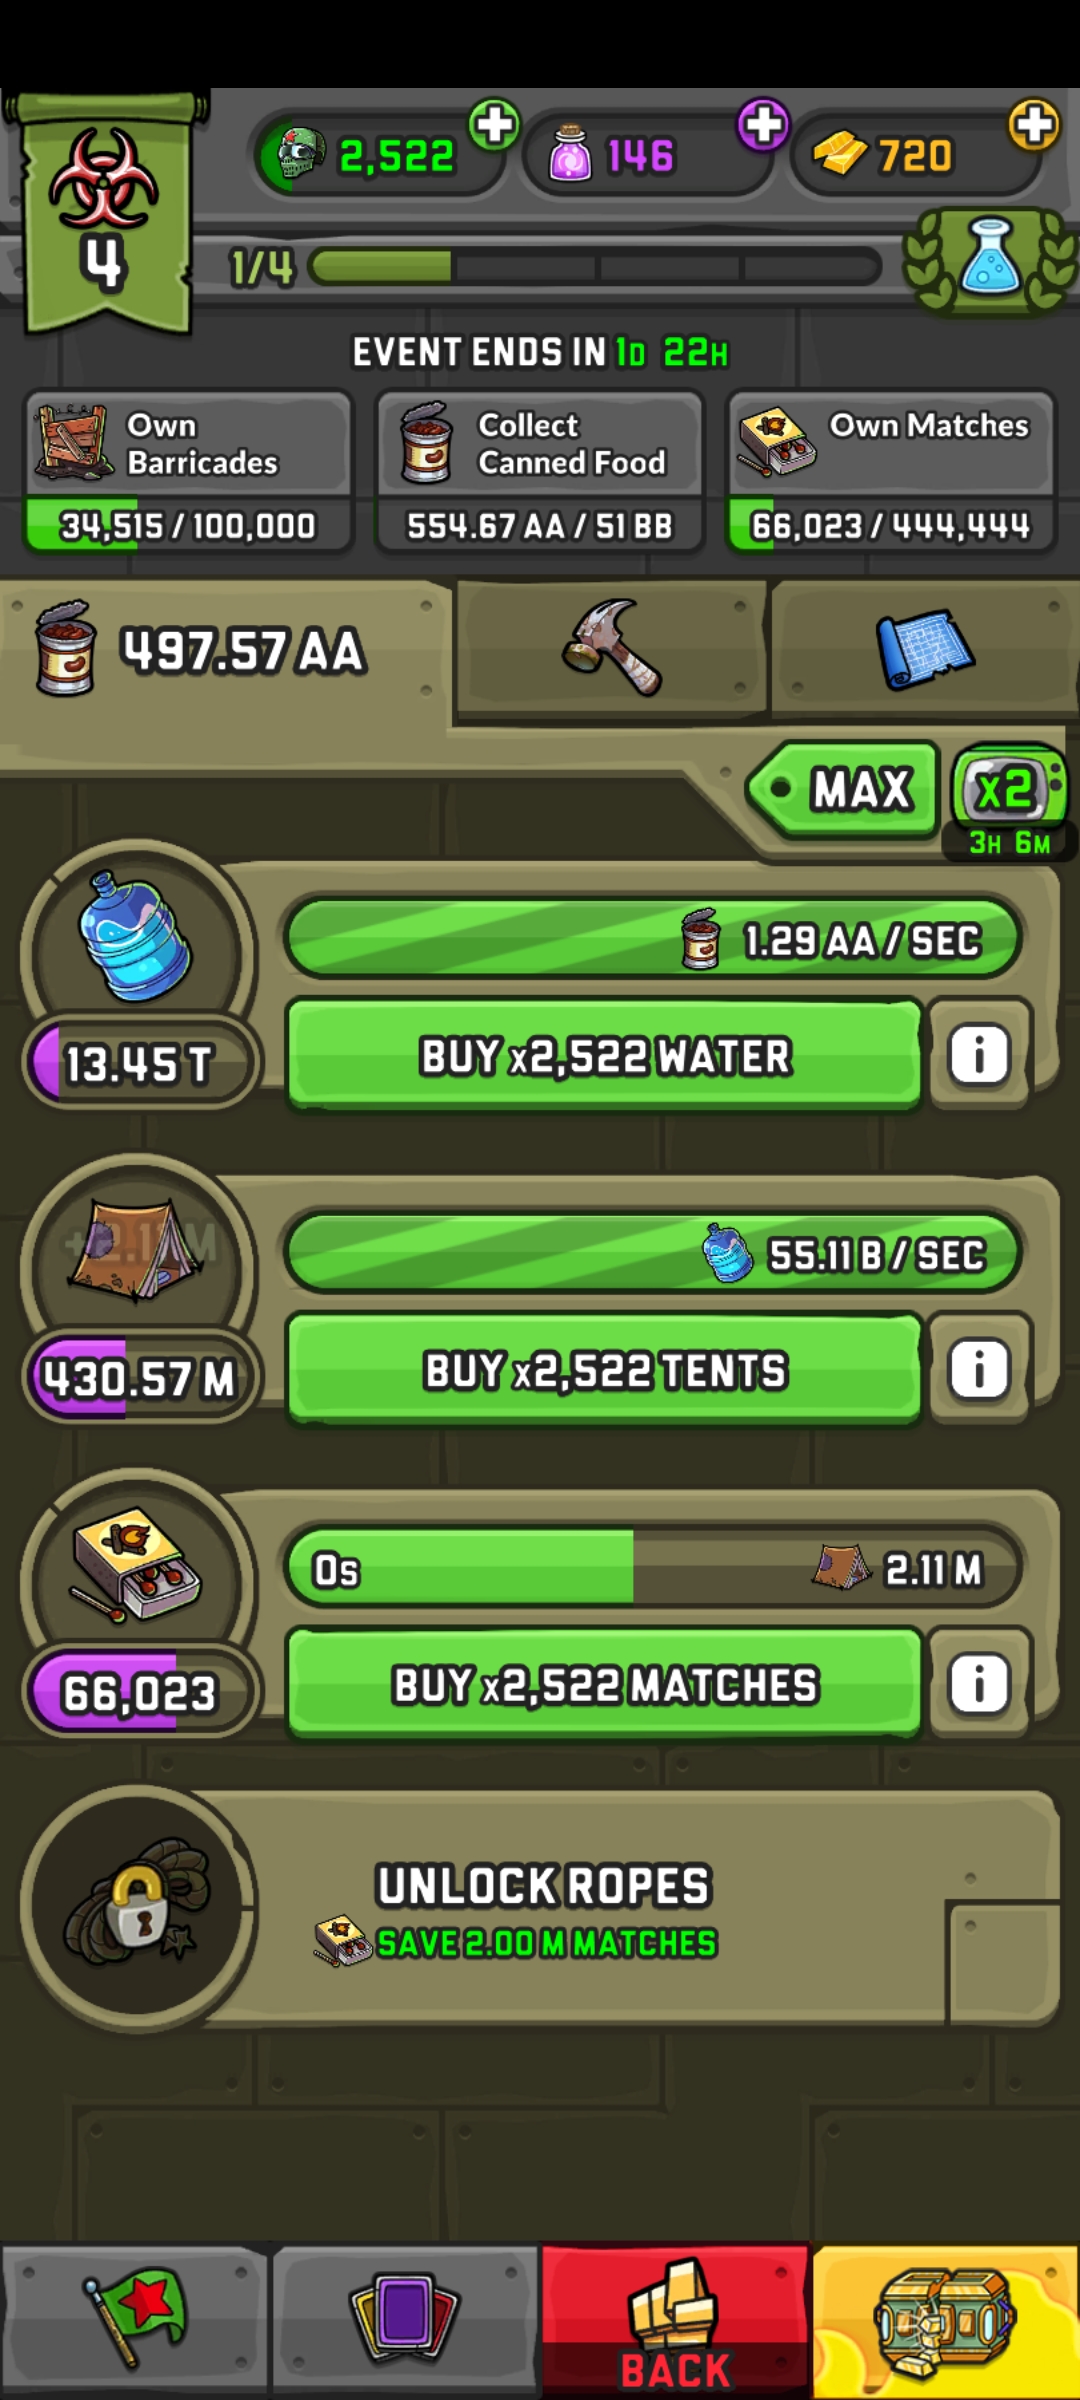 4
2,522
146
720
1/4
EVENT ENDS IN 1D 22H
Own
Barricades
34,515 / 100,000
Collect
Canned Food
554.67 AA / 51 BB
Own Matches
66,023 / 444,444
497.57 AA
MAX
x2
3H 6M
1.29 AA / SEC
13.45 T
BUY x2,522 WATER
i
+2.11 M
55.11 B / SEC
430.57 M
BUY x2,522 TENTS
i
0s
2.11 M
66,023
BUY x2,522 MATCHES
i
UNLOCK ROPES
SAVE 2.00 M MATCHES
BACK